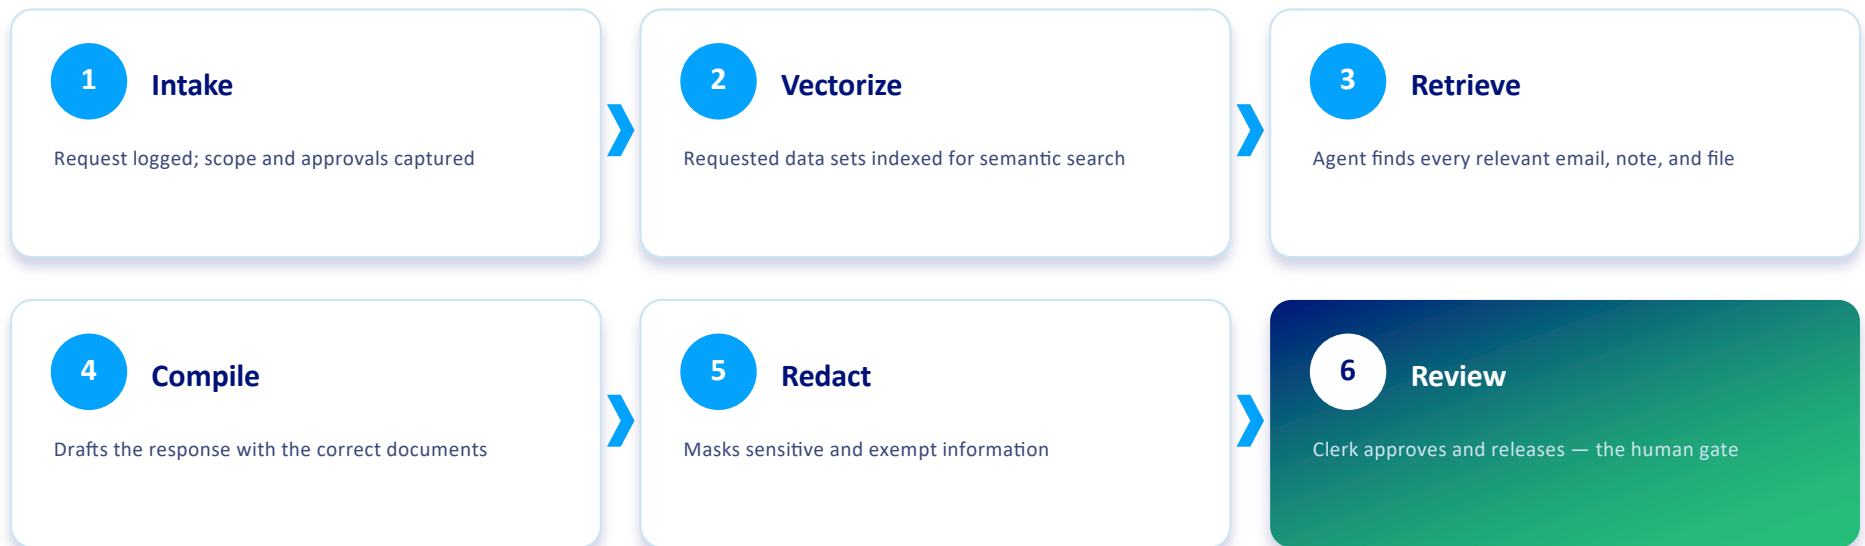 1 Intake
Request logged; scope and approvals captured
2 Vectorize
Requested data sets indexed for semantic search
3 Retrieve
Agent finds every relevant email, note, and file
4 Compile
Drafts the response with the correct documents
5 Redact
Masks sensitive and exempt information
6 Review
Clerk approves and releases — the human gate